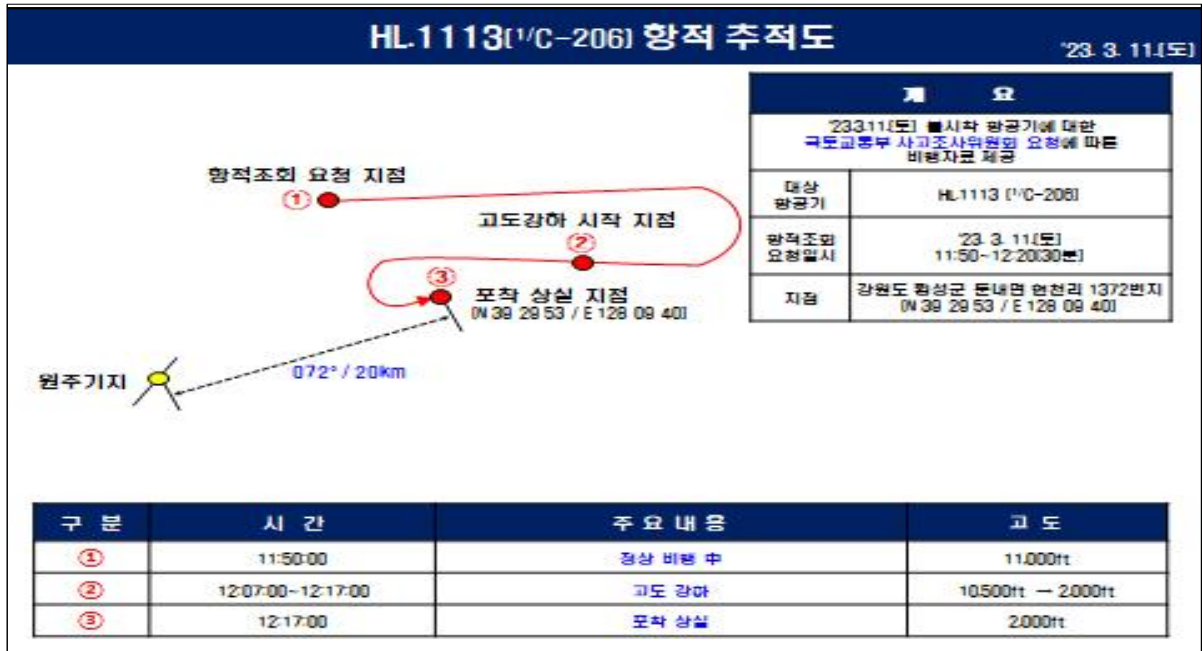 HL1113(¹/C-206) 항적 추적도
'23. 3. 11.(토)
개 요
'23.3.11.(토) 불시착 항공기에 대한
국토교통부 사고조사위원회 요청에 따른
비행자료 제공
대상
항공기
HL1113 (¹/C-206)
항적조회
요청일시
'23. 3. 11.(토)
11:50~12:20(30분)
지점
강원도 횡성군 둔내면 현천리 1372번지
(N 39 29 53 / E 128 09 40)
항적조회 요청 지점
①
고도강하 시작 지점
②
③
포착 상실 지점
(N 39 29 53 / E 128 09 40)
원주기지
072° / 20km
구 분 시 간 주 요 내 용 고 도
① 11:50:00 정상 비행 中 11,000ft
② 12:07:00~12:17:00 고도 강하 10,500ft → 2,000ft
③ 12:17:00 포착 상실 2,000ft